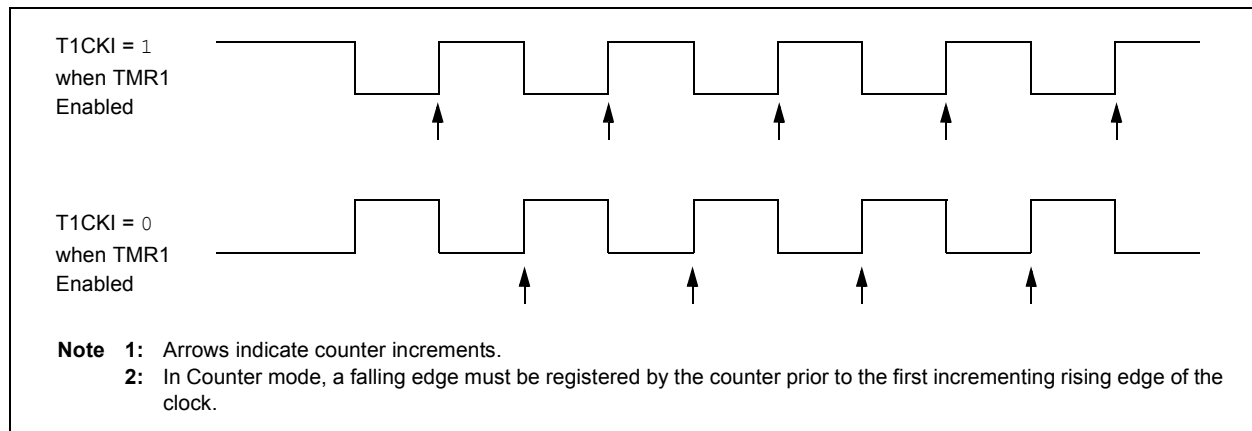 T1CKI = 1
when TMR1
Enabled
T1CKI = 0
when TMR1
Enabled
Note 1: Arrows indicate counter increments.
2: In Counter mode, a falling edge must be registered by the counter prior to the first incrementing rising edge of the
clock.